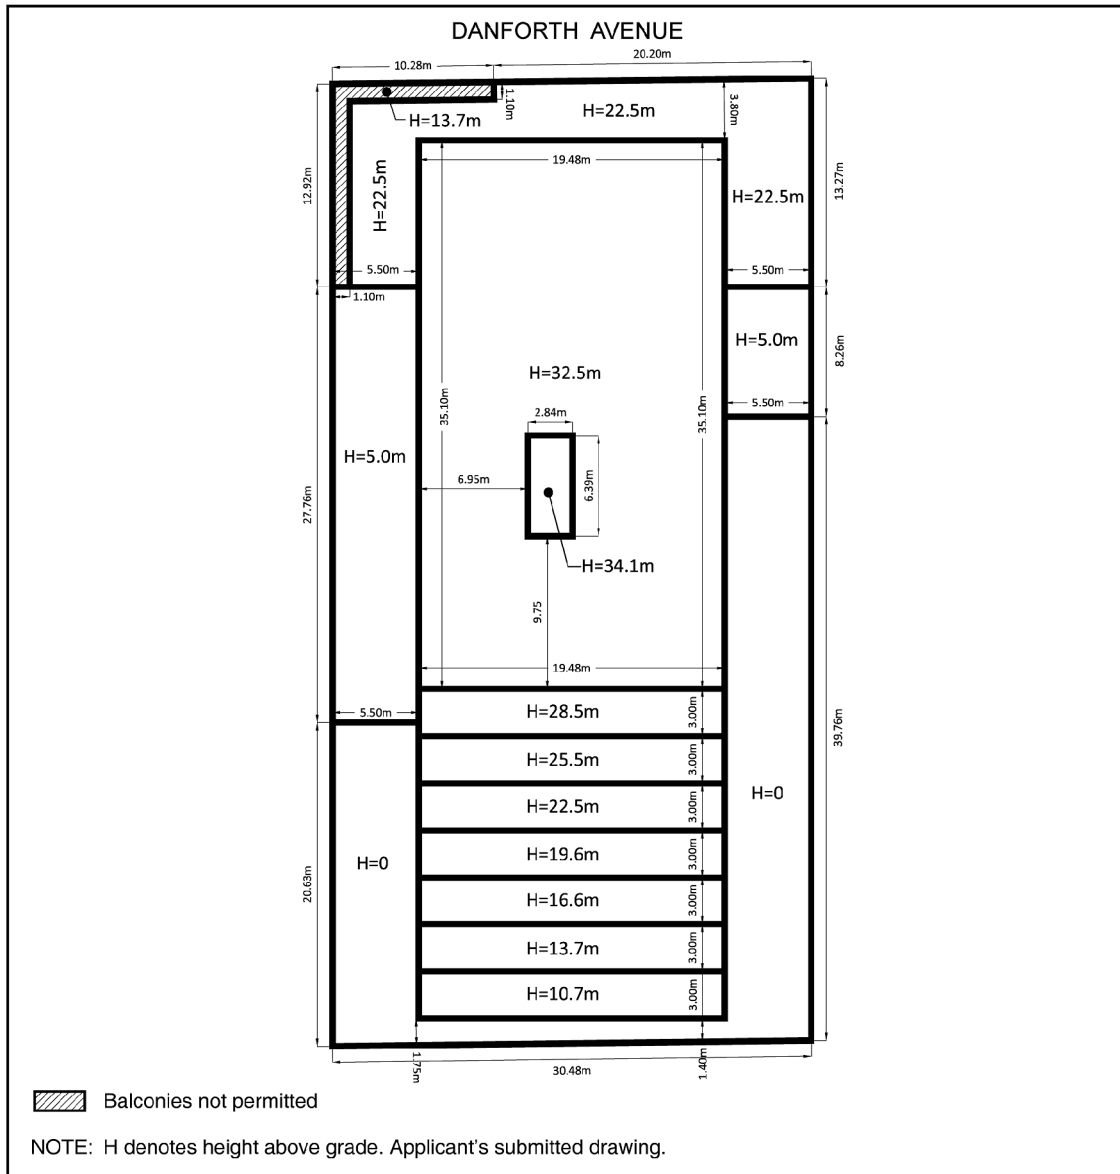 DANFORTH AVENUE
10.28m
20.20m
H=13.7m
1.10m
H=22.5m
3.80m
19.48m
12.92m
H=22.5m
H=22.5m
13.27m
5.50m
5.50m
1.10m
H=5.0m
8.26m
H=32.5m
5.50m
35.10m
35.10m
2.84m
H=5.0m
6.95m
6.39m
27.76m
H=34.1m
9.75
19.48m
5.50m
H=28.5m
3.00m
39.76m
H=25.5m
3.00m
H=0
H=22.5m
3.00m
H=19.6m
3.00m
H=0
20.63m
H=16.6m
3.00m
H=13.7m
3.00m
H=10.7m
3.00m
1.75m
30.48m
1.40m
Balconies not permitted
NOTE: H denotes height above grade. Applicant's submitted drawing.